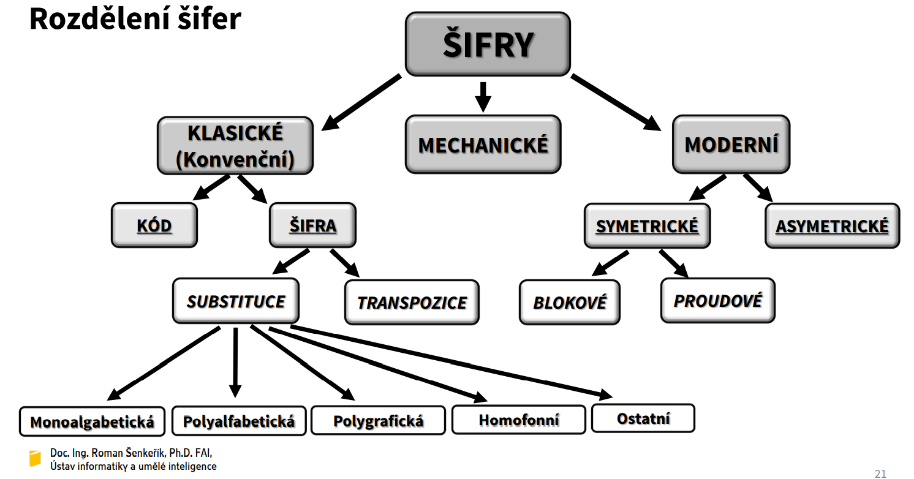 Rozdělení šifer
ŠIFRY
KLASICKÉ
(Konvenční)
MECHANICKÉ
MODERNÍ
KÓD
ŠIFRA
SYMETRICKÉ
ASYMETRICKÉ
SUBSTITUCE
TRANSPOZICE
BLOKOVÉ
PROUDOVÉ
Monoalgabetická
Polyalfabetická
Polygrafická
Homofonní
Ostatní
Doc. Ing. Roman Šenkeřík, Ph.D. FAI,
Ústav informatiky a umělé inteligence
21